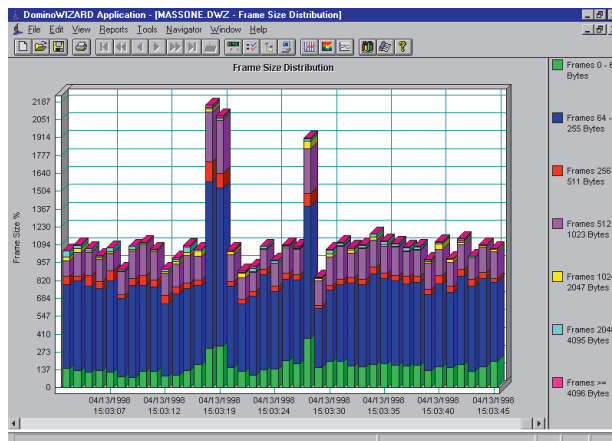 DominoWIZARD Application - [MASSONE.DWZ - Frame Size Distribution]
File Edit View Reports Tools Navigator Window Help
Frame Size Distribution
Frame Size %
2187
2051
1914
1777
1640
1504
1367
1230
1094
957
820
684
547
410
273
137
0
04/13/1998 04/13/1998 04/13/1998 04/13/1998 04/13/1998 04/13/1998 04/13/1998 04/13/1998
15:03:07 15:03:12 15:03:19 15:03:24 15:03:30 15:03:35 15:03:40 15:03:45
Frames 0 - 6
Bytes
Frames 64 -
255 Bytes
Frames 256
511 Bytes
Frames 512
1023 Bytes
Frames 1024
2047 Bytes
Frames 2048
4095 Bytes
Frames >=
4096 Bytes